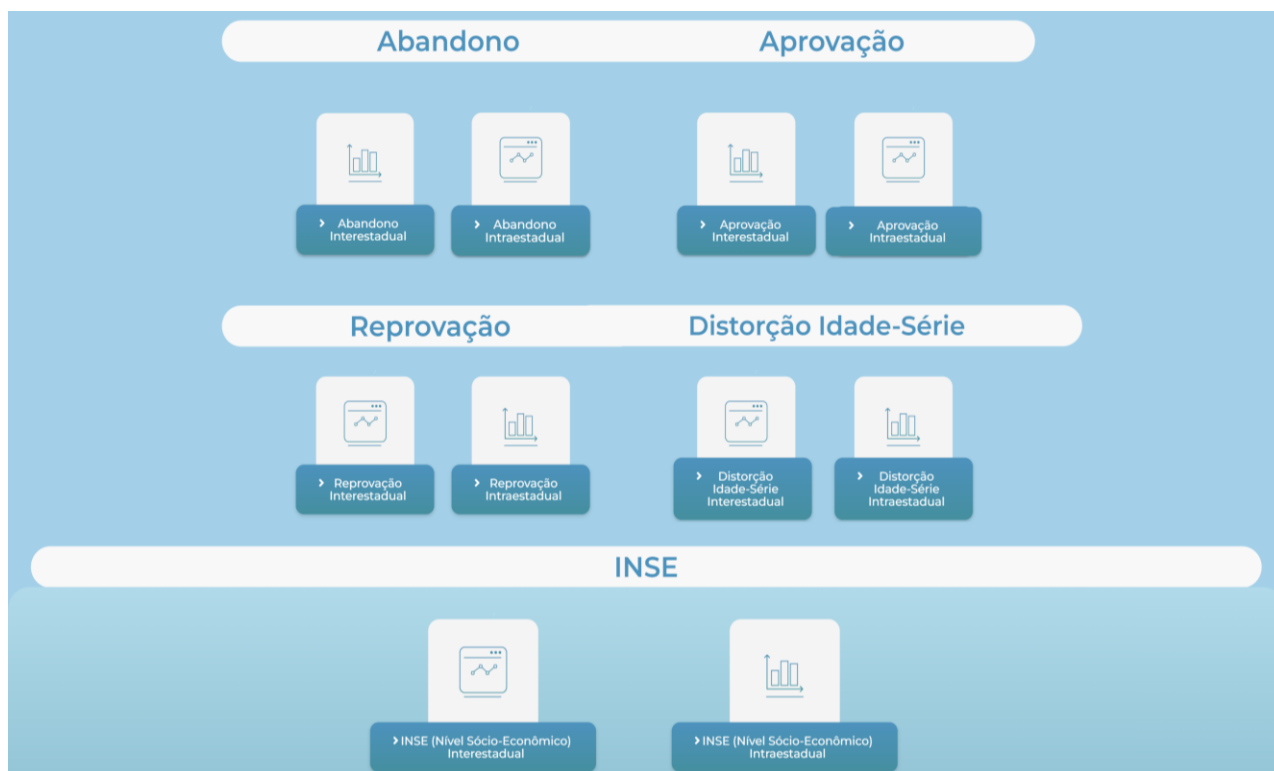 Abandono
Aprovação
> Abandono
Interestadual
> Abandono
Intraestadual
> Aprovação
Interestadual
> Aprovação
Intraestadual
Reprovação
Distorção Idade-Série
> Reprovação
Interestadual
> Reprovação
Intraestadual
> Distorção
Idade-Série
Interestadual
> Distorção
Idade-Série
Intraestadual
INSE
> INSE (Nível Sócio-Econômico)
Interestadual
> INSE (Nível Sócio-Econômico)
Intraestadual